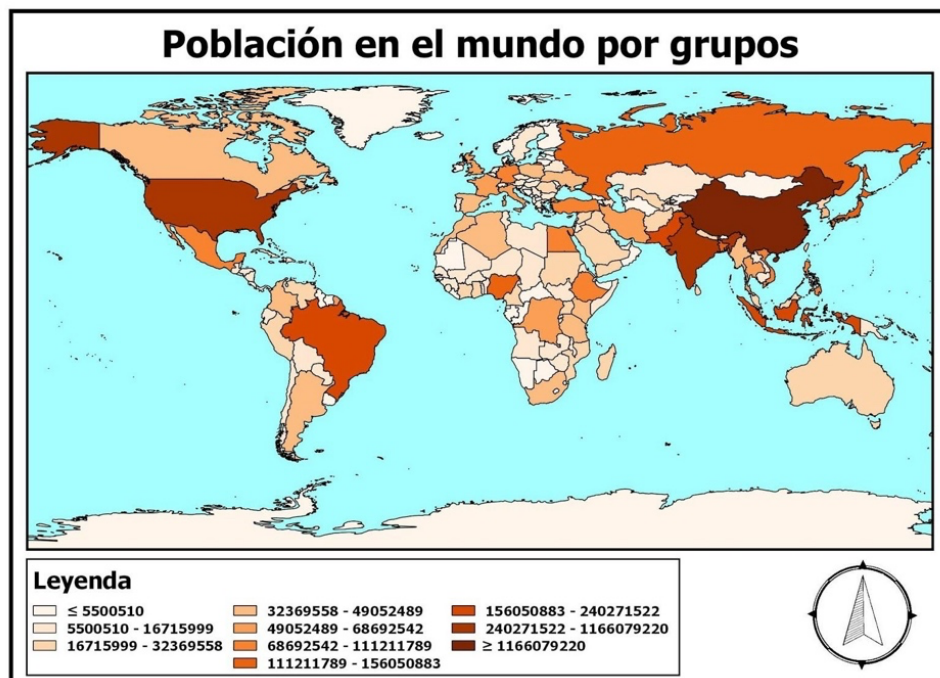 Población en el mundo por grupos
Leyenda
≤ 5500510
5500510 - 16715999
16715999 - 32369558
32369558 - 49052489
49052489 - 68692542
68692542 - 111211789
111211789 - 156050883
156050883 - 240271522
240271522 - 1166079220
≥ 1166079220